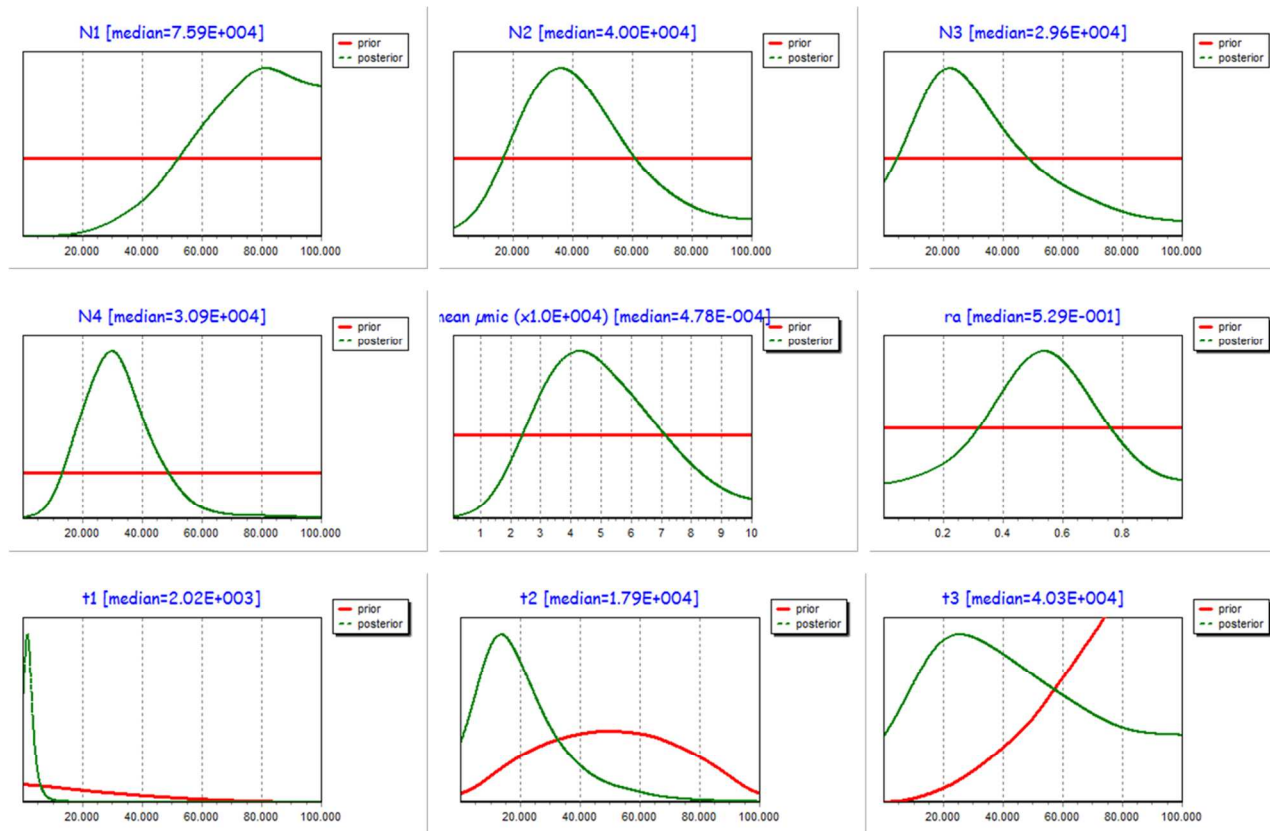 N1 [median=7.59E+004]
prior
posterior
20.000 40.000 60.000 80.000 100.000
N2 [median=4.00E+004]
prior
posterior
20.000 40.000 60.000 80.000 100.000
N3 [median=2.96E+004]
prior
posterior
20.000 40.000 60.000 80.000 100.000
N4 [median=3.09E+004]
prior
posterior
20.000 40.000 60.000 80.000 100.000
mean µmic (x1.0E+004) [median=4.78E-004]
prior
posterior
1 2 3 4 5 6 7 8 9 10
ra [median=5.29E-001]
prior
posterior
0.2 0.4 0.6 0.8
t1 [median=2.02E+003]
prior
posterior
20.000 40.000 60.000 80.000 100.000
t2 [median=1.79E+004]
prior
posterior
20.000 40.000 60.000 80.000 100.000
t3 [median=4.03E+004]
prior
posterior
20.000 40.000 60.000 80.000 100.000